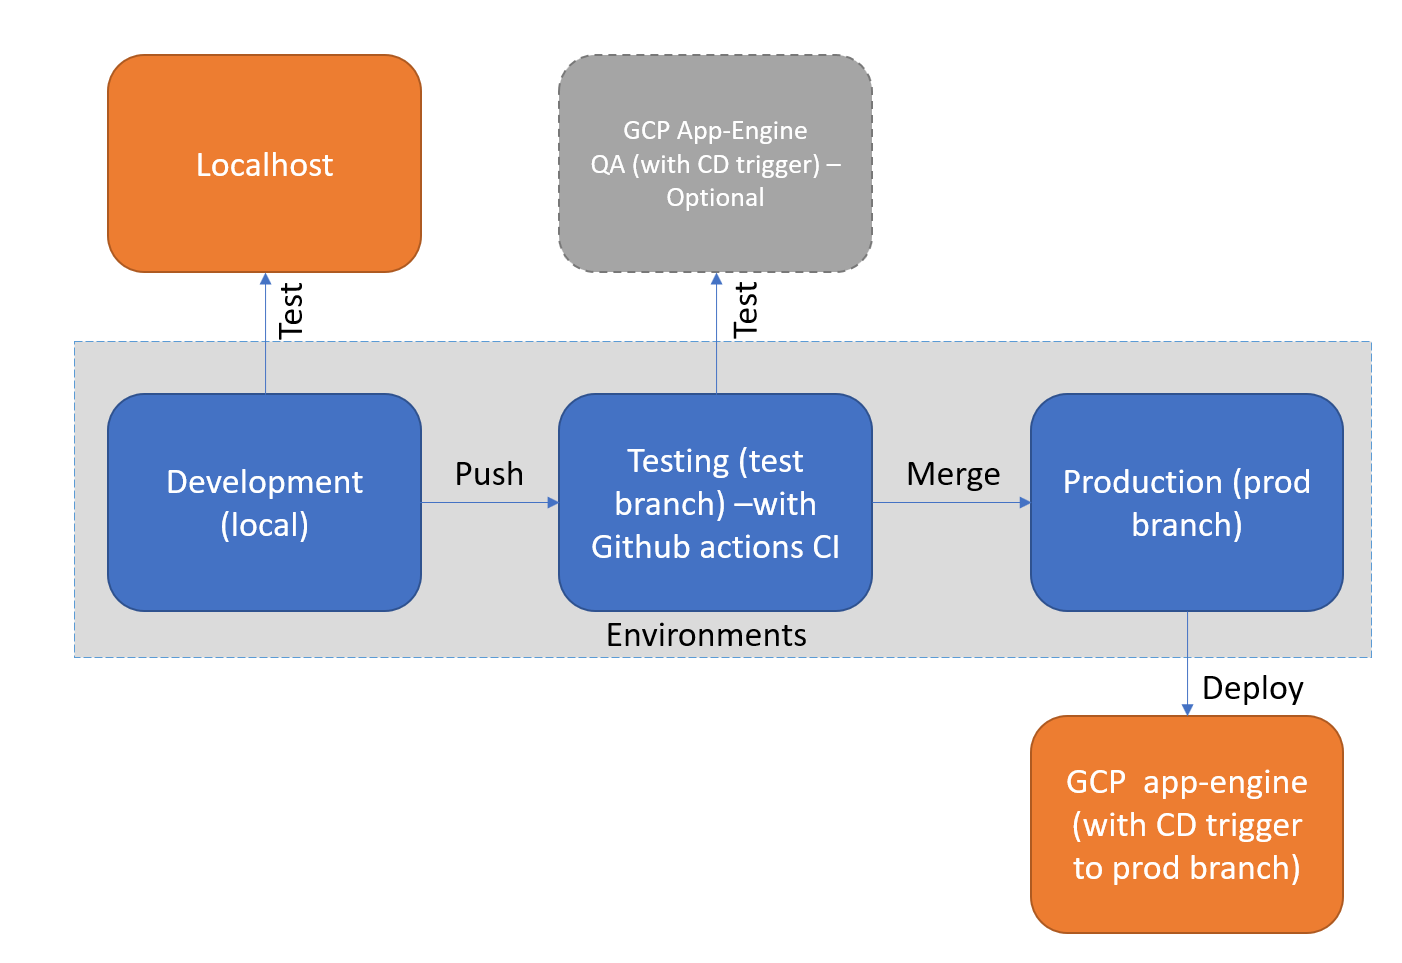 Localhost
GCP App-Engine
QA (with CD trigger) –
Optional
Test
Test
Development
(local)
Push
Testing (test
branch) –with
Github actions CI
Merge
Production (prod
branch)
Environments
Deploy
GCP  app-engine
(with CD trigger
to prod branch)